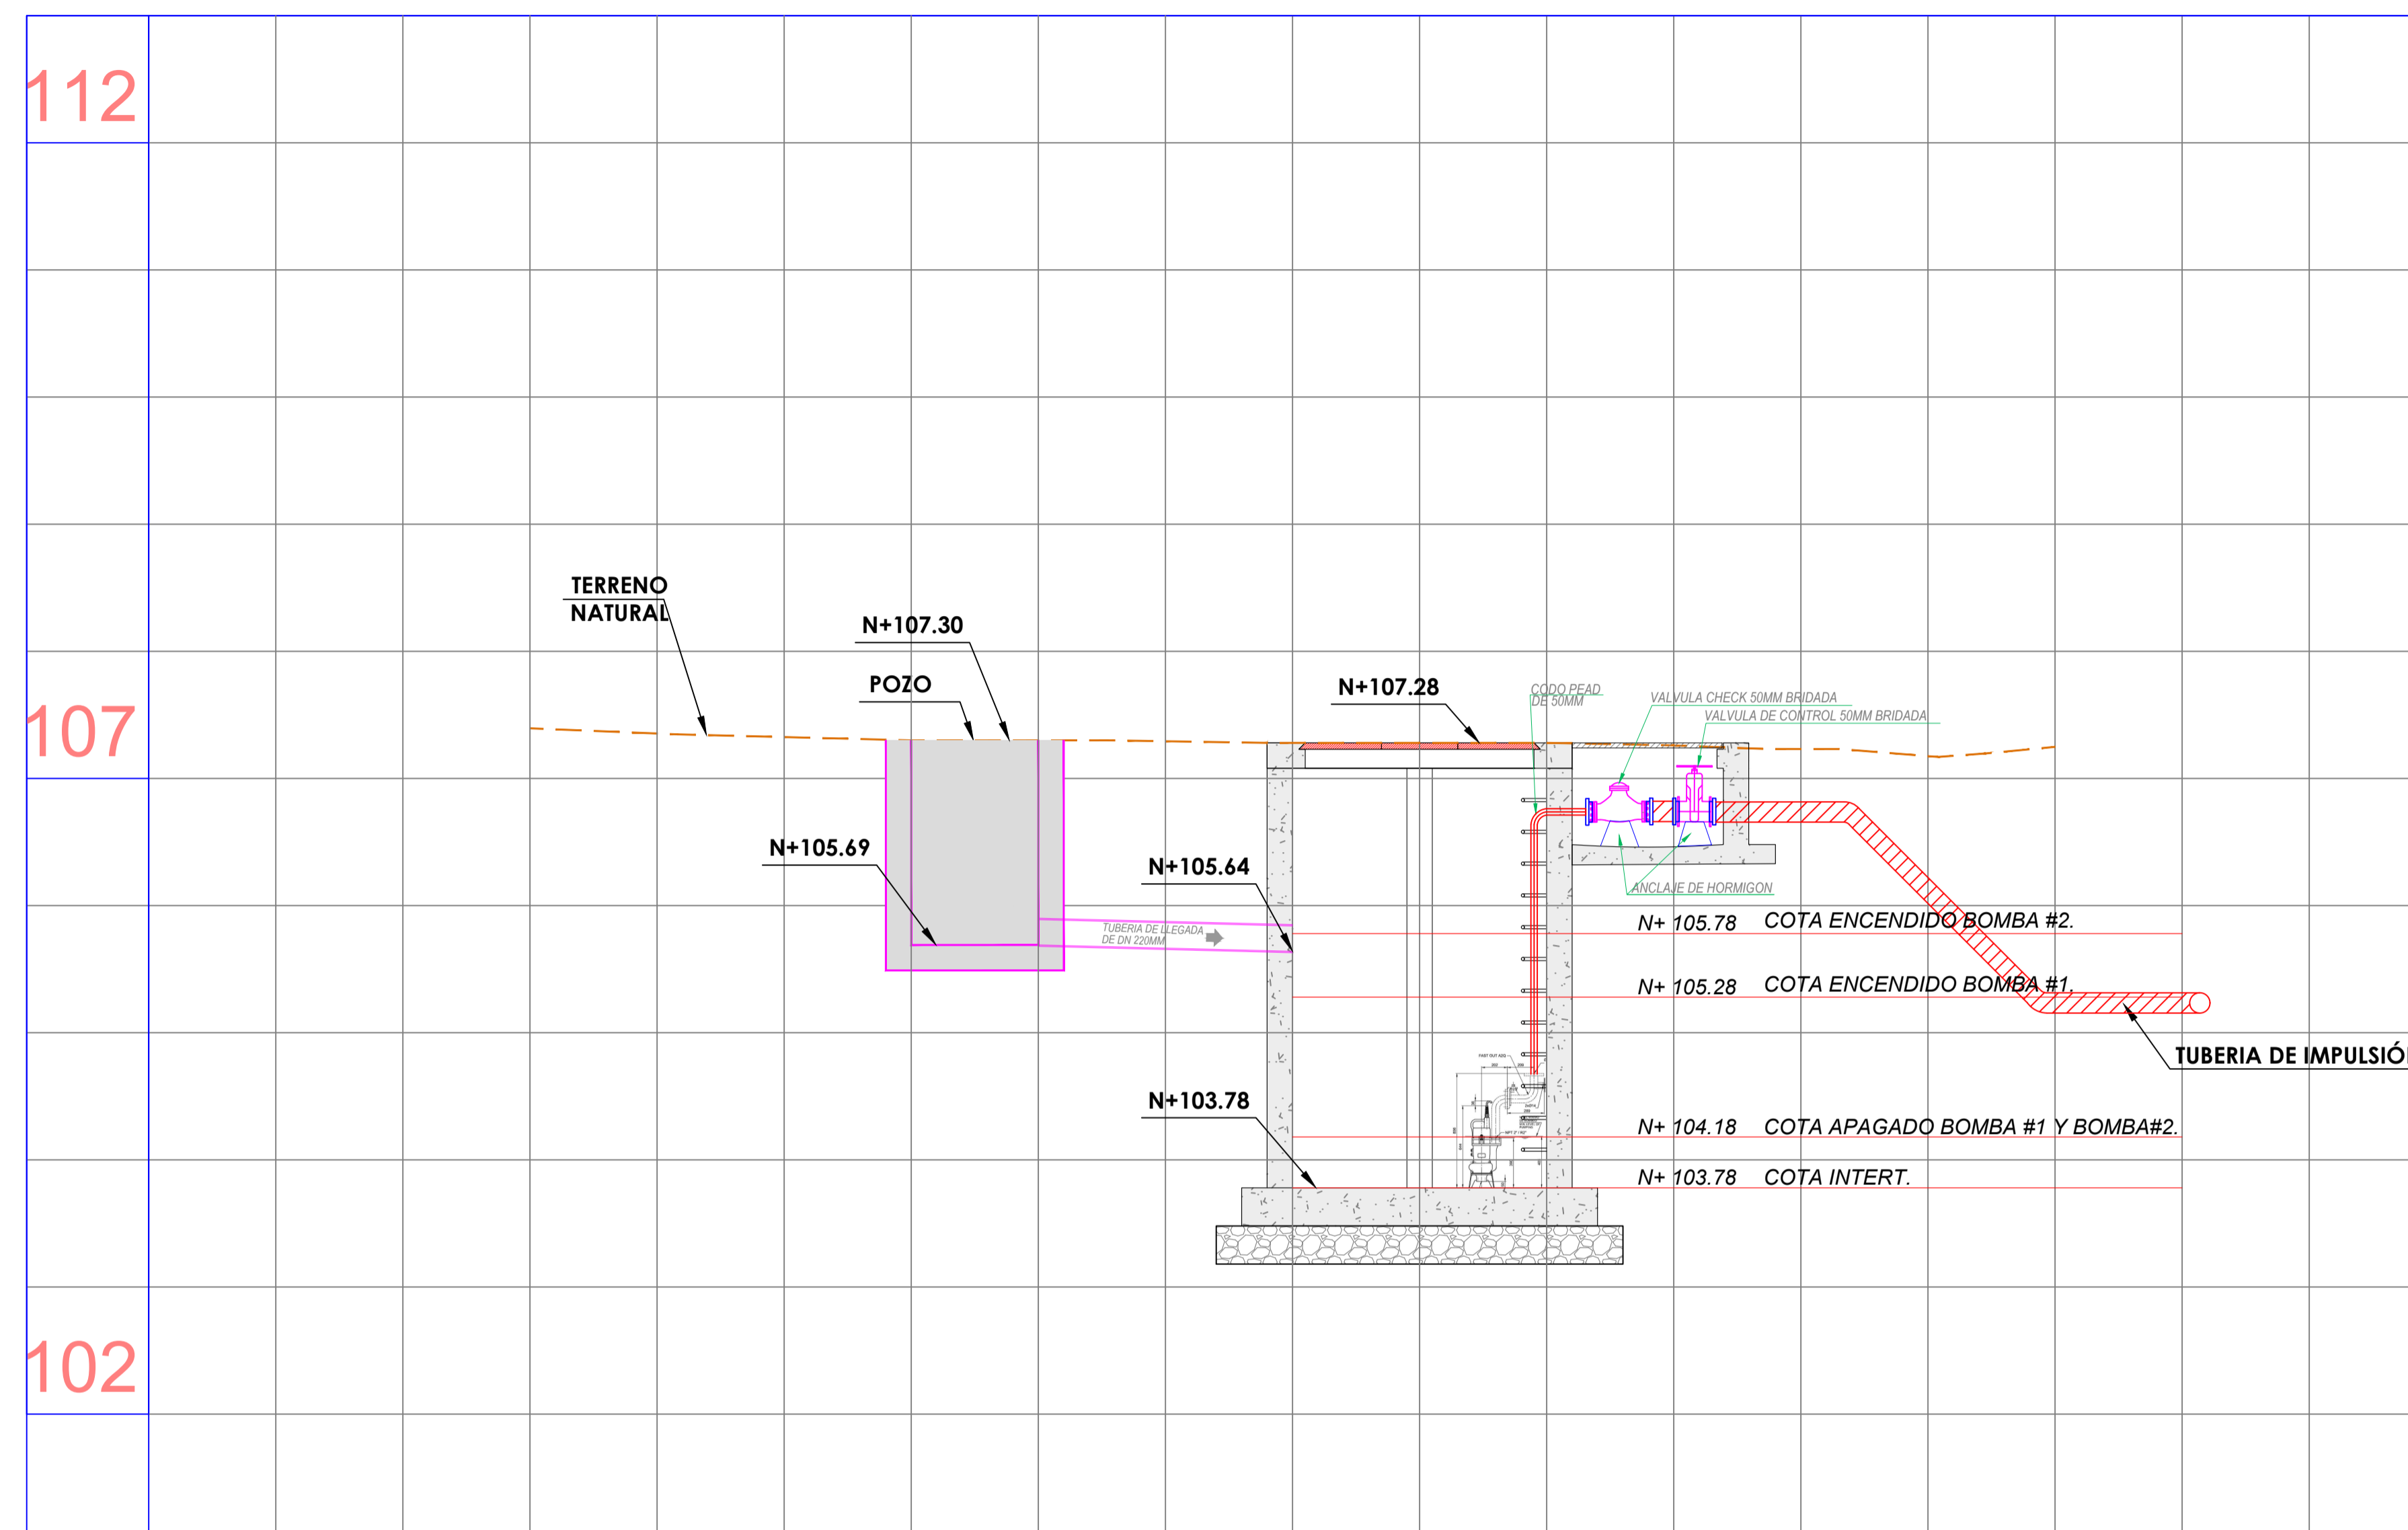 112
TERRENO
NATURAL
N+107.30
POZO
N+107.28
CODO PEAD
DE 50MM
VALVULA CHECK 50MM BRIDADA
VALVULA DE CONTROL 50MM BRIDADA
107
N+105.69
N+105.64
ANCLAJE DE HORMIGON
TUBERIA DE LLEGADA
DE DN 220MM
N+ 105.78 COTA ENCENDIDO BOMBA #2.
N+ 105.28 COTA ENCENDIDO BOMBA #1.
TUBERIA DE IMPULSIÓ
N+103.78
N+ 104.18 COTA APAGADO BOMBA #1 Y BOMBA#2.
N+ 103.78 COTA INTERT.
102